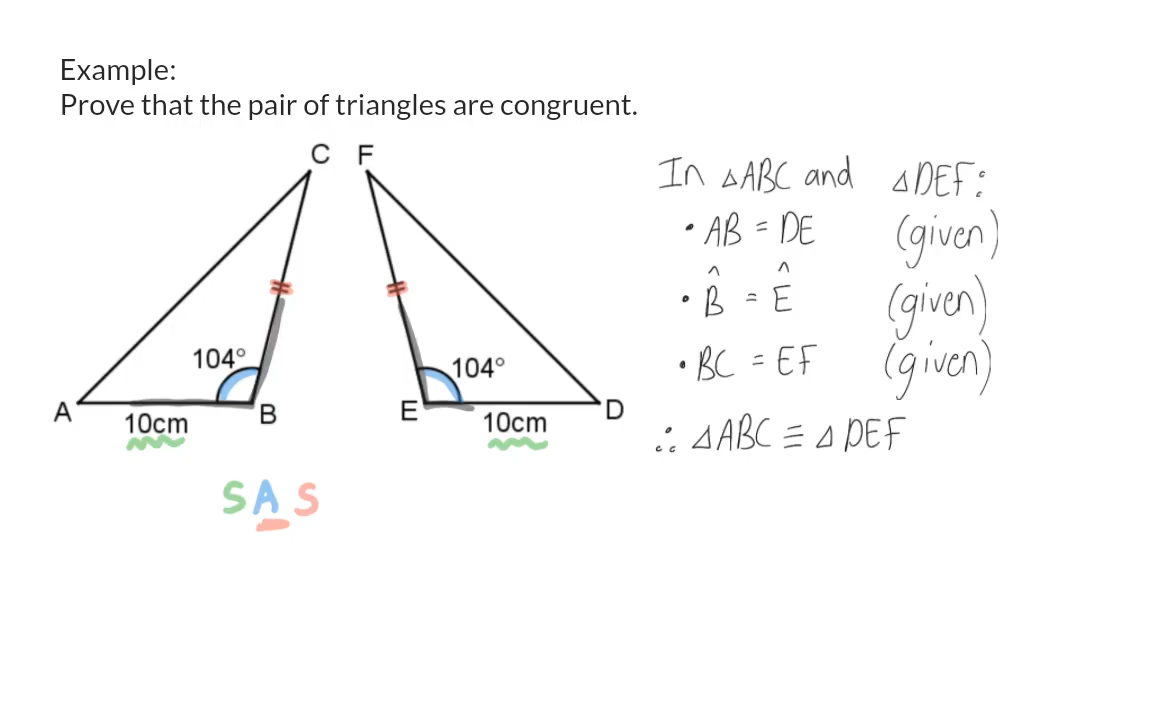 Example:
Prove that the pair of triangles are congruent.
C F
In △ABC and △DEF:
• AB = DE (given)
• B̂ = Ê (given)
104° 104°
• BC = EF (given)
A B E D
10cm 10cm
∴ △ABC ≡ △DEF
SAS